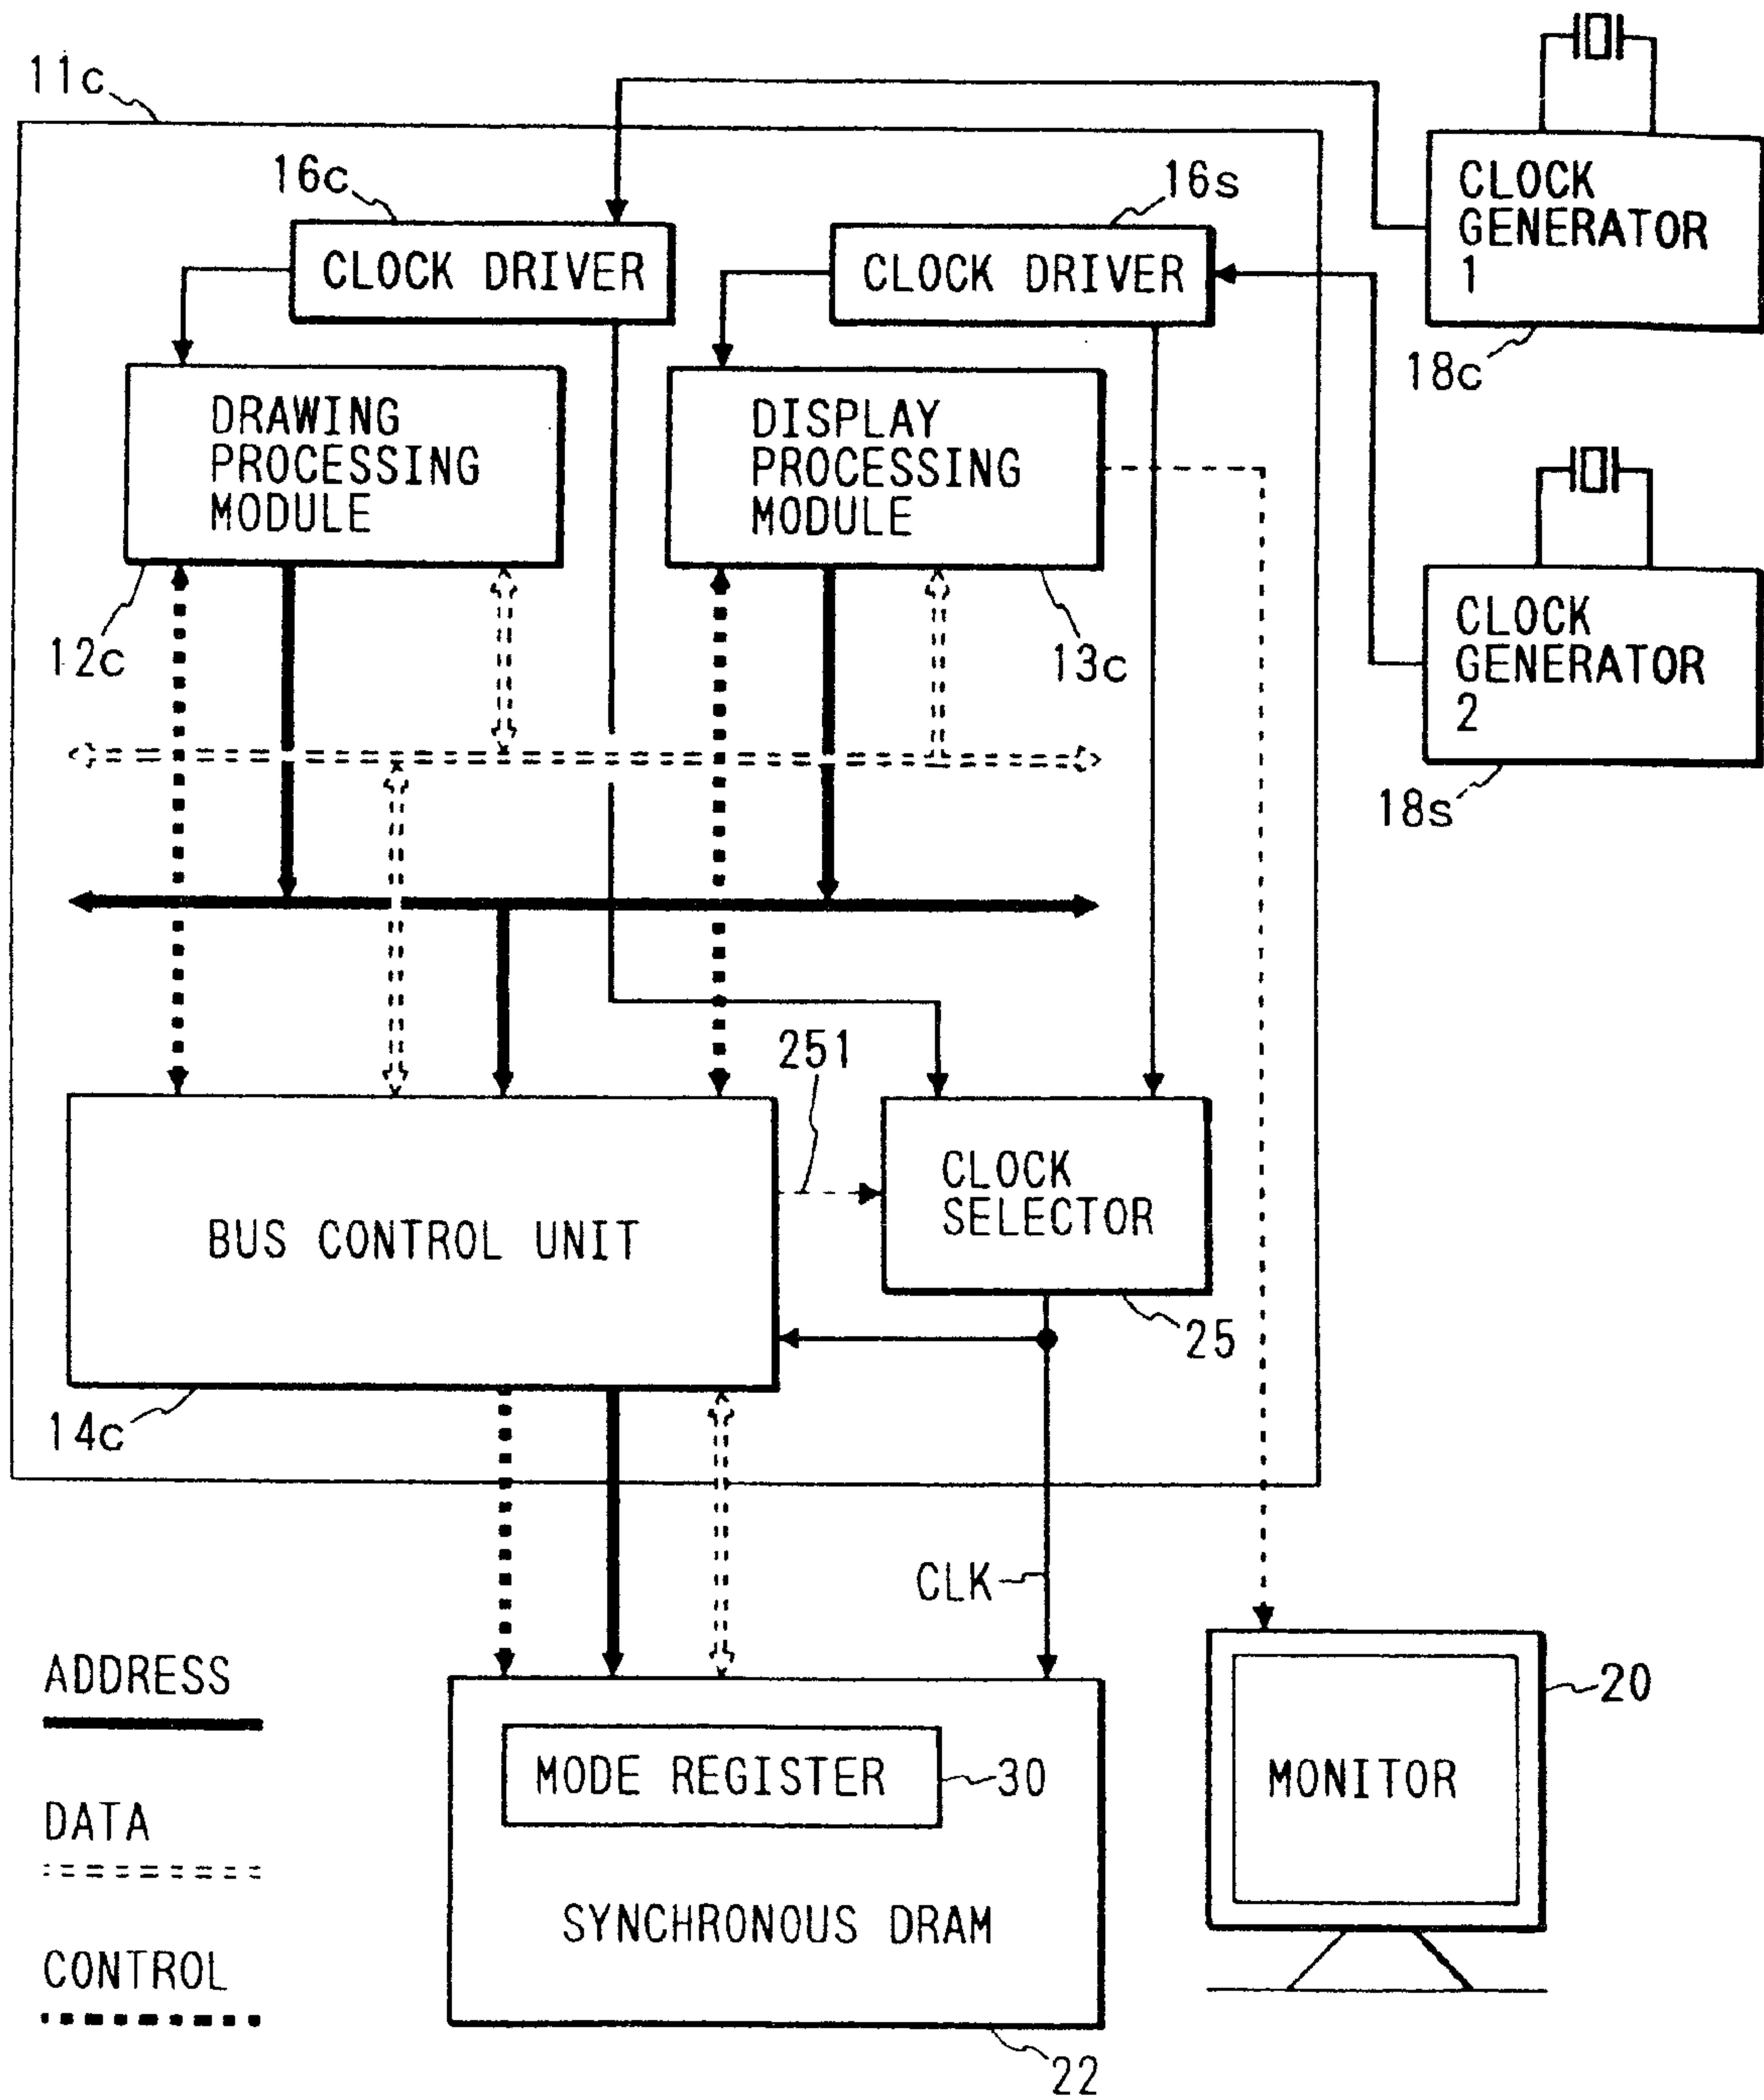 11c
16c
16s
CLOCK
GENERATOR
1
CLOCK DRIVER
CLOCK DRIVER
18c
DRAWING
PROCESSING
MODULE
DISPLAY
PROCESSING
MODULE
12c
13c
CLOCK
GENERATOR
2
18s
251
CLOCK
SELECTOR
BUS CONTROL UNIT
25
14c
CLK
ADDRESS
20
MODE REGISTER
30
MONITOR
DATA
SYNCHRONOUS DRAM
CONTROL
22